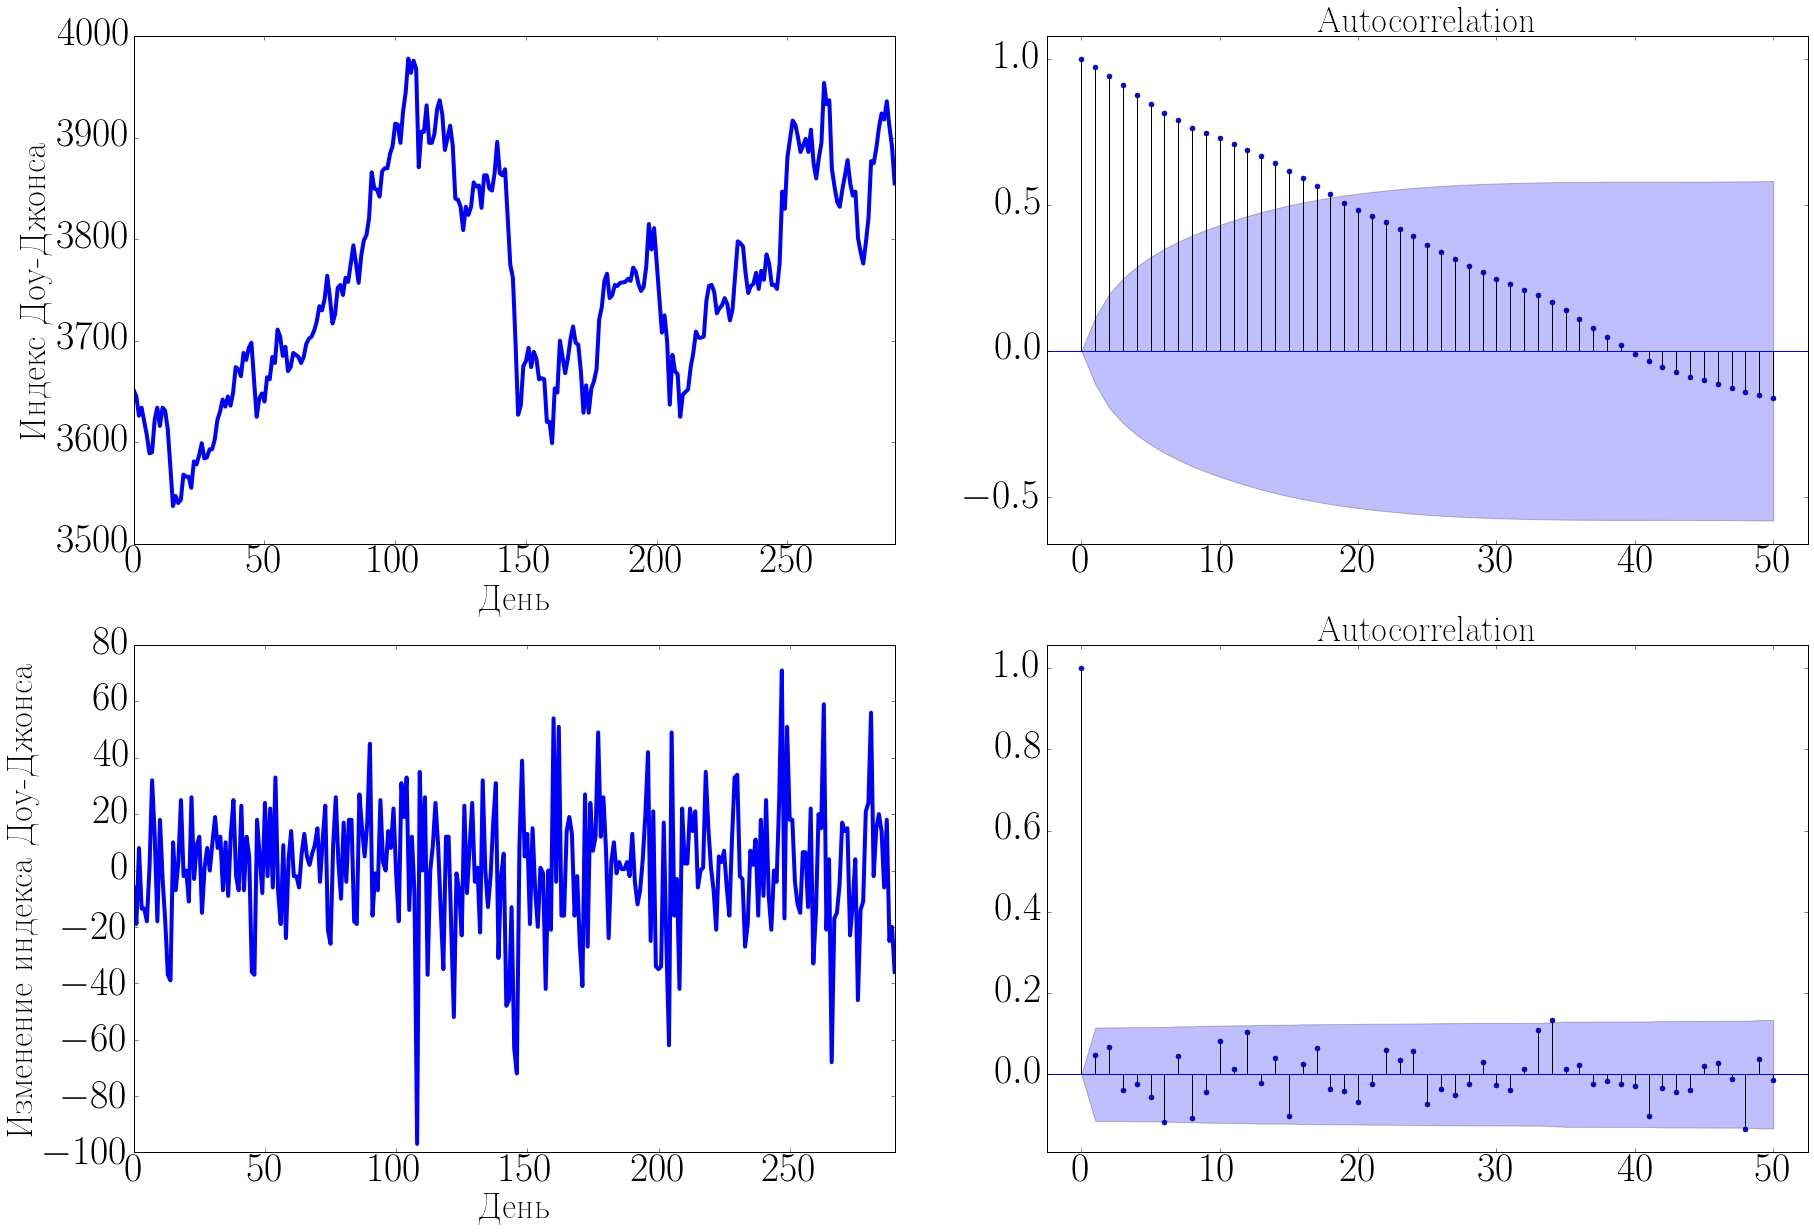 Autocorrelation
4000
3900
3800
3700
3600
3500
Индекс Доу-Джонса
0 50 100 150 200 250
День
1.0
0.5
0.0
−0.5
0 10 20 30 40 50
Autocorrelation
80
60
40
20
0
−20
−40
−60
−80
−100
Изменение индекса Доу-Джонса
0 50 100 150 200 250
День
1.0
0.8
0.6
0.4
0.2
0.0
0 10 20 30 40 50